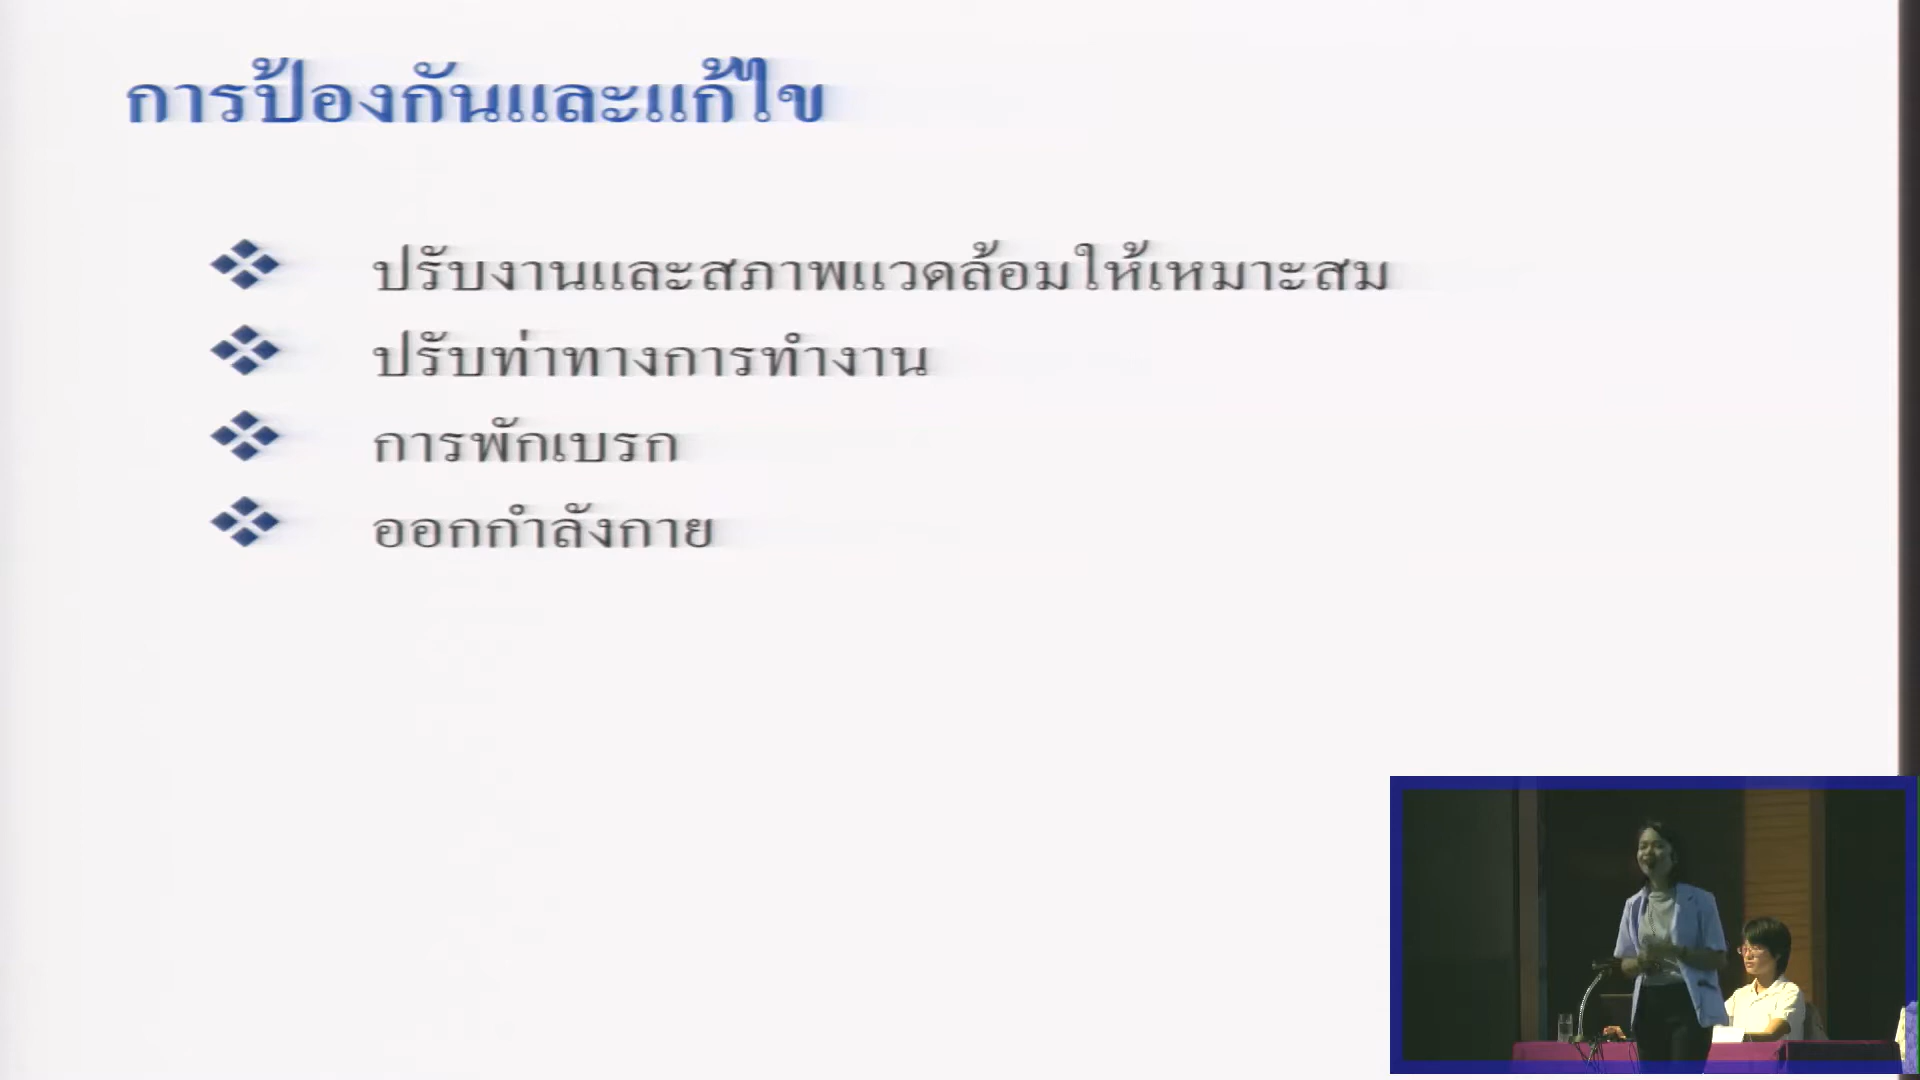 การป้องกันและแก้ไข
ปรับงานและสภาพแวดล้อมให้เหมาะสม
ปรับท่าทางการทำงาน
การพักเบรก
ออกกำลังกาย